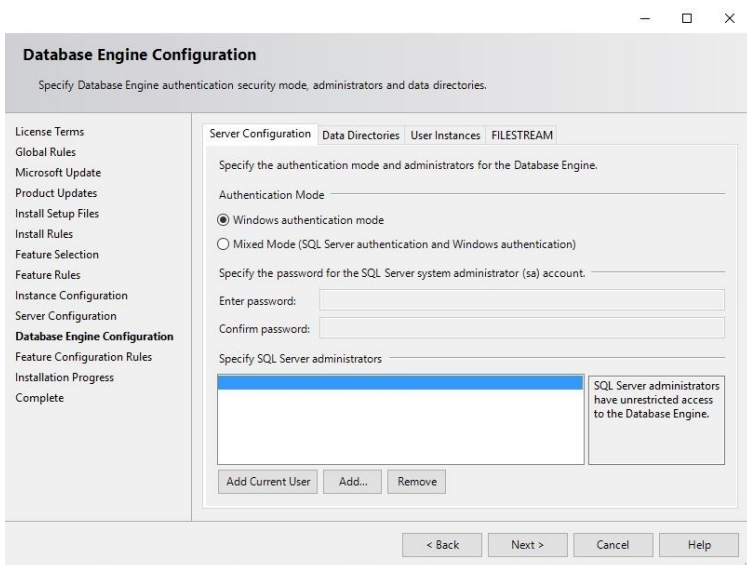 Database Engine Configuration
Specify Database Engine authentication security mode, administrators and data directories.
License Terms
Global Rules
Microsoft Update
Product Updates
Install Setup Files
Install Rules
Feature Selection
Feature Rules
Instance Configuration
Server Configuration
Database Engine Configuration
Feature Configuration Rules
Installation Progress
Complete
Server Configuration Data Directories User Instances FILESTREAM
Specify the authentication mode and administrators for the Database Engine.
Authentication Mode
Windows authentication mode
Mixed Mode (SQL Server authentication and Windows authentication)
Specify the password for the SQL Server system administrator (sa) account.
Enter password:
Confirm password:
Specify SQL Server administrators
SQL Server administrators
have unrestricted access
to the Database Engine.
Add Current User Add... Remove
< Back Next > Cancel Help